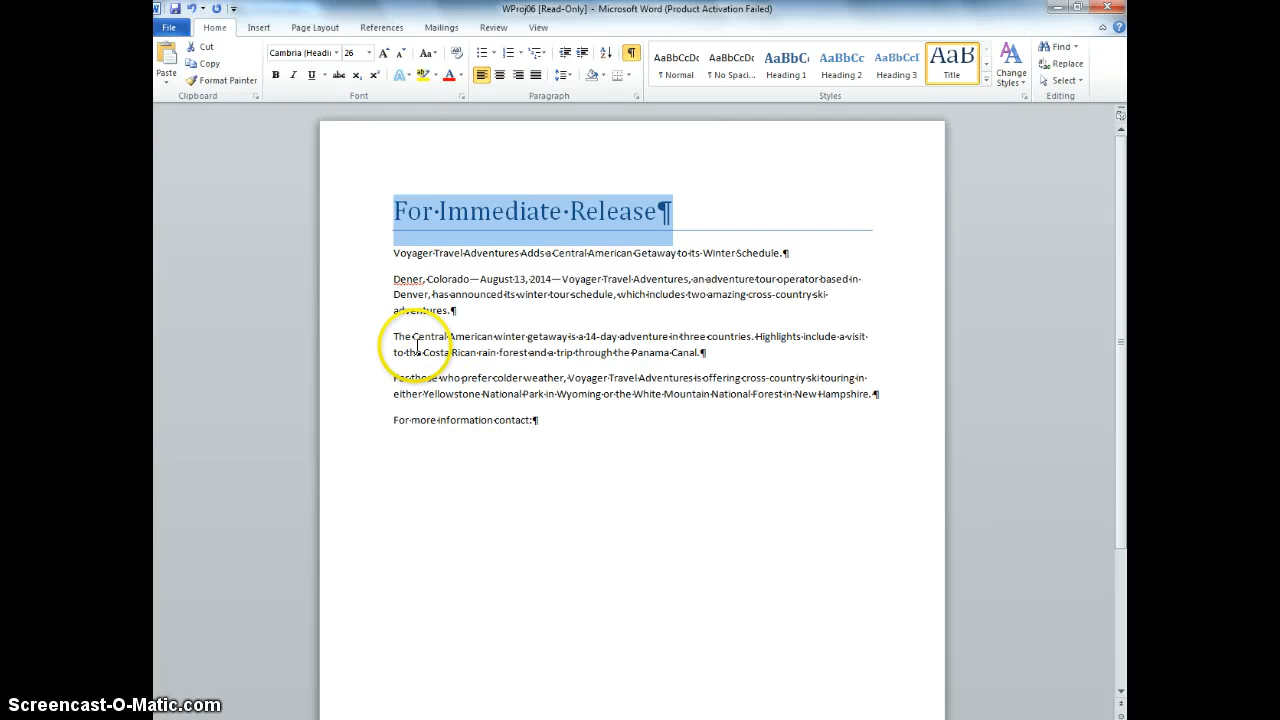 WProj06 [Read-Only] - Microsoft Word (Product Activation Failed)
File Home Insert Page Layout References Mailings Review View
Cut
Copy
Format Painter
Paste
Clipboard
Cambria (Headi 26
Font
Paragraph
AaBbCcDc AaBbCcDc AaBbC AaBbCc AaBbCcI AaB
¶ Normal ¶ No Spaci... Heading 1 Heading 2 Heading 3 Title
Change Styles
Styles
Find
Replace
Select
Editing
For·Immediate·Release¶
Voyager·Travel·Adventures·Adds·a·Central·American·Getaway·to·its·Winter·Schedule.¶
Dener,·Colorado—August·13,·2014—Voyager·Travel·Adventures,·an·adventure·tour·operator·based·in·
Denver,·has·announced·its·winter·tour·schedule,·which·includes·two·amazing·cross-country·ski·
adventures.¶
The·Central·American·winter·getaway·is·a·14-day·adventure·in·three·countries.·Highlights·include·a·visit·
to·the·Costa·Rican·rain·forest·and·a·trip·through·the·Panama·Canal.¶
For·those·who·prefer·colder·weather,·Voyager·Travel·Adventures·is·offering·cross-country·ski·touring·in·
either·Yellowstone·National·Park·in·Wyoming·or·the·White·Mountain·National·Forest·in·New·Hampshire.¶
For·more·information·contact:¶
Screencast-O-Matic.com